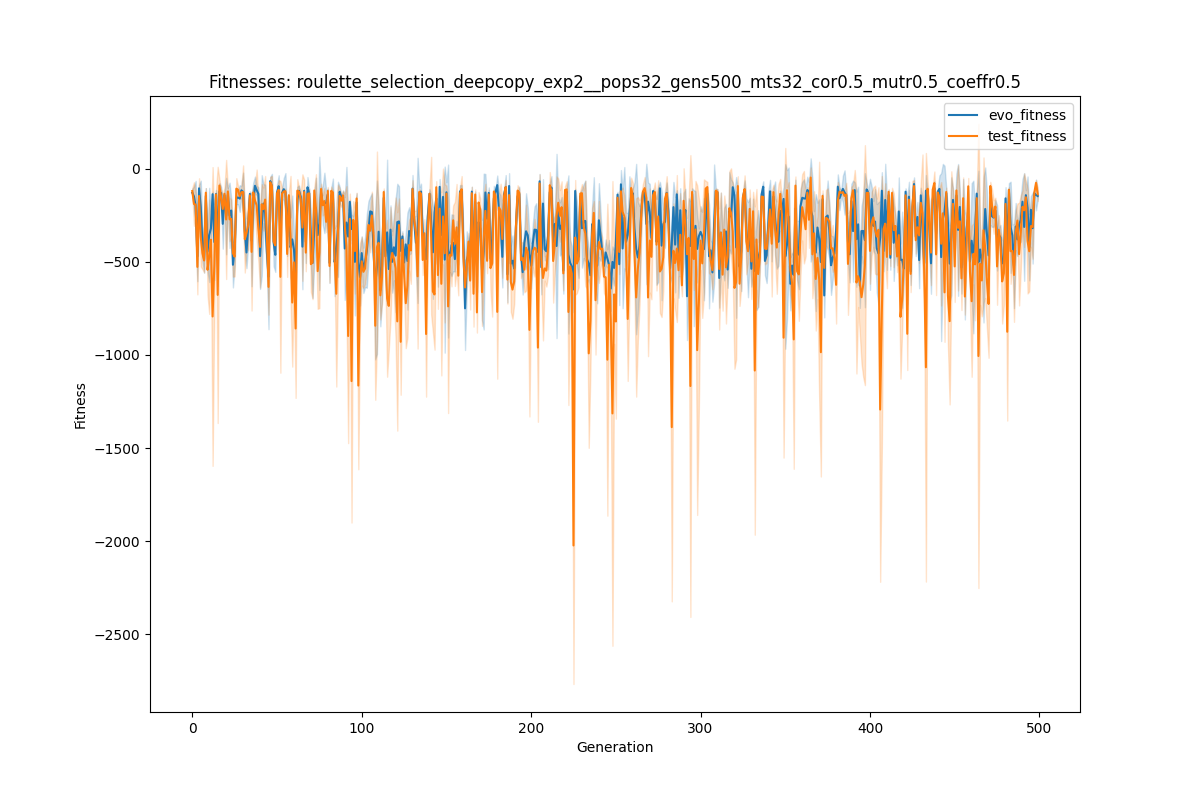 Fitnesses: roulette_selection_deepcopy_exp2__pops32_gens500_mts32_cor0.5_mutr0.5_coeffr0.5
evo_fitness
test_fitness
0
−500
−1000
−1500
−2000
−2500
Fitness
0 100 200 300 400 500
Generation